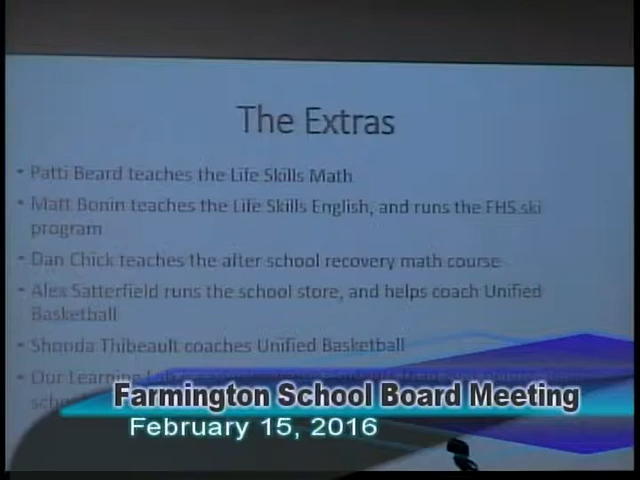 The Extras
• Patti Beard teaches the Life Skills Math
• Matt Bonin teaches the Life Skills English, and runs the FHS ski
program
• Dan Chick teaches the after school recovery math course
• Alex Satterfield runs the school store, and helps coach Unified
Basketball
• Shonda Thibeault coaches Unified Basketball
• Our Learning
Farmington School Board Meeting
February 15, 2016